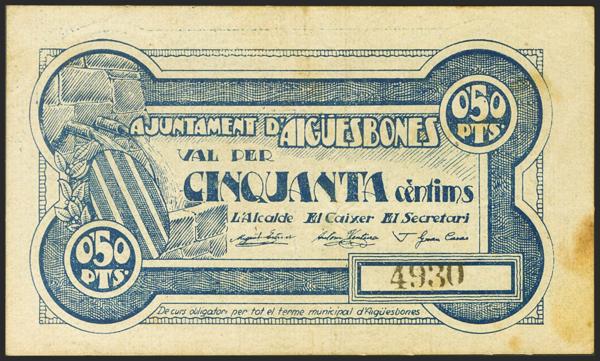 0'50
PTS.
AJUNTAMENT D'AIGÜESBONES
VAL PER
CINQUANTA cèntims
L'Alcalde El Caixer El Secretari
0'50
PTS.
4930
De curs obligatori per tot el terme municipal d'Aigüesbones